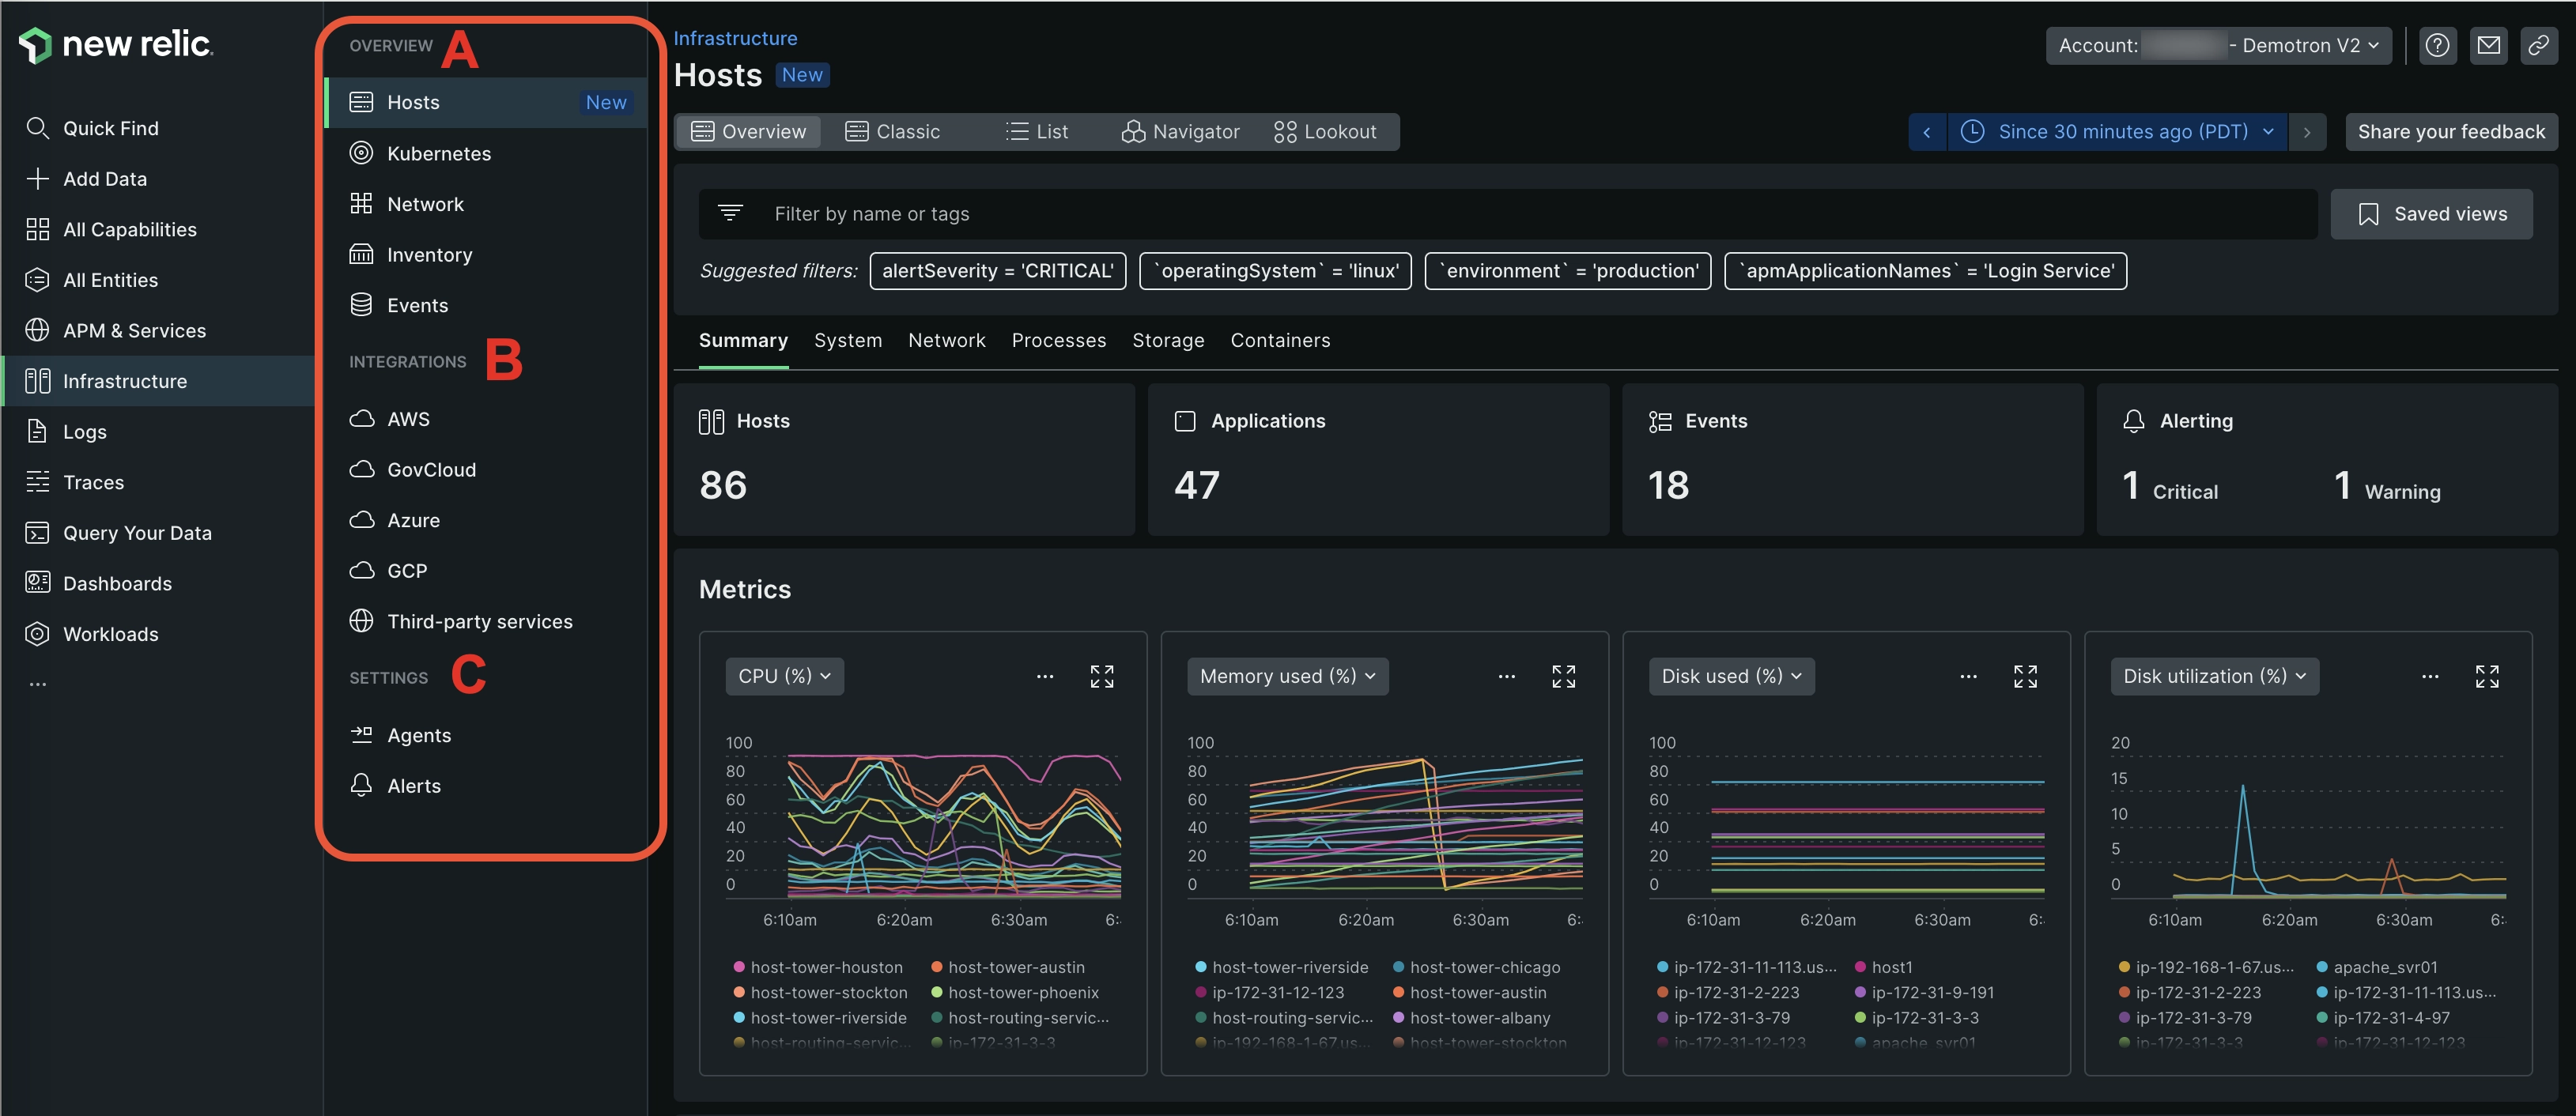 new relic.
Quick Find
Add Data
All Capabilities
All Entities
APM & Services
Infrastructure
Logs
Traces
Query Your Data
Dashboards
Workloads
...
OVERVIEW A
Hosts New
Kubernetes
Network
Inventory
Events
INTEGRATIONS B
AWS
GovCloud
Azure
GCP
Third-party services
SETTINGS C
Agents
Alerts
Infrastructure
Hosts New
Account: - Demotron V2
Overview Classic List Navigator Lookout
Since 30 minutes ago (PDT)
Share your feedback
Filter by name or tags
Saved views
Suggested filters: alertSeverity = 'CRITICAL' `operatingSystem` = 'linux' `environment` = 'production' `apmApplicationNames` = 'Login Service'
Summary System Network Processes Storage Containers
Hosts
86
Applications
47
Events
18
Alerting
1 Critical 1 Warning
Metrics
CPU (%) ...
100
80
60
40
20
0
6:10am 6:20am 6:30am 6:
host-tower-houston host-tower-austin
host-tower-stockton host-tower-phoenix
host-tower-riverside host-routing-servic...
host-routing-servic... ip-172-31-3-3
Memory used (%) ...
100
80
60
40
20
0
6:10am 6:20am 6:30am 6:
host-tower-riverside host-tower-chicago
ip-172-31-12-123 host-tower-austin
host-routing-servic... host-tower-albany
ip-192-168-1-67.us... host-tower-stockton
Disk used (%) ...
100
80
60
40
20
0
6:10am 6:20am 6:30am 6:
ip-172-31-11-113.us... host1
ip-172-31-2-223 ip-172-31-9-191
ip-172-31-3-79 ip-172-31-3-3
ip-172-31-12-123 apache_svr01
Disk utilization (%) ...
20
15
10
5
0
6:10am 6:20am 6:30am 6:
ip-192-168-1-67.us... apache_svr01
ip-172-31-2-223 ip-172-31-11-113.us...
ip-172-31-3-79 ip-172-31-4-97
ip-172-31-3-3 ip-172-31-12-123